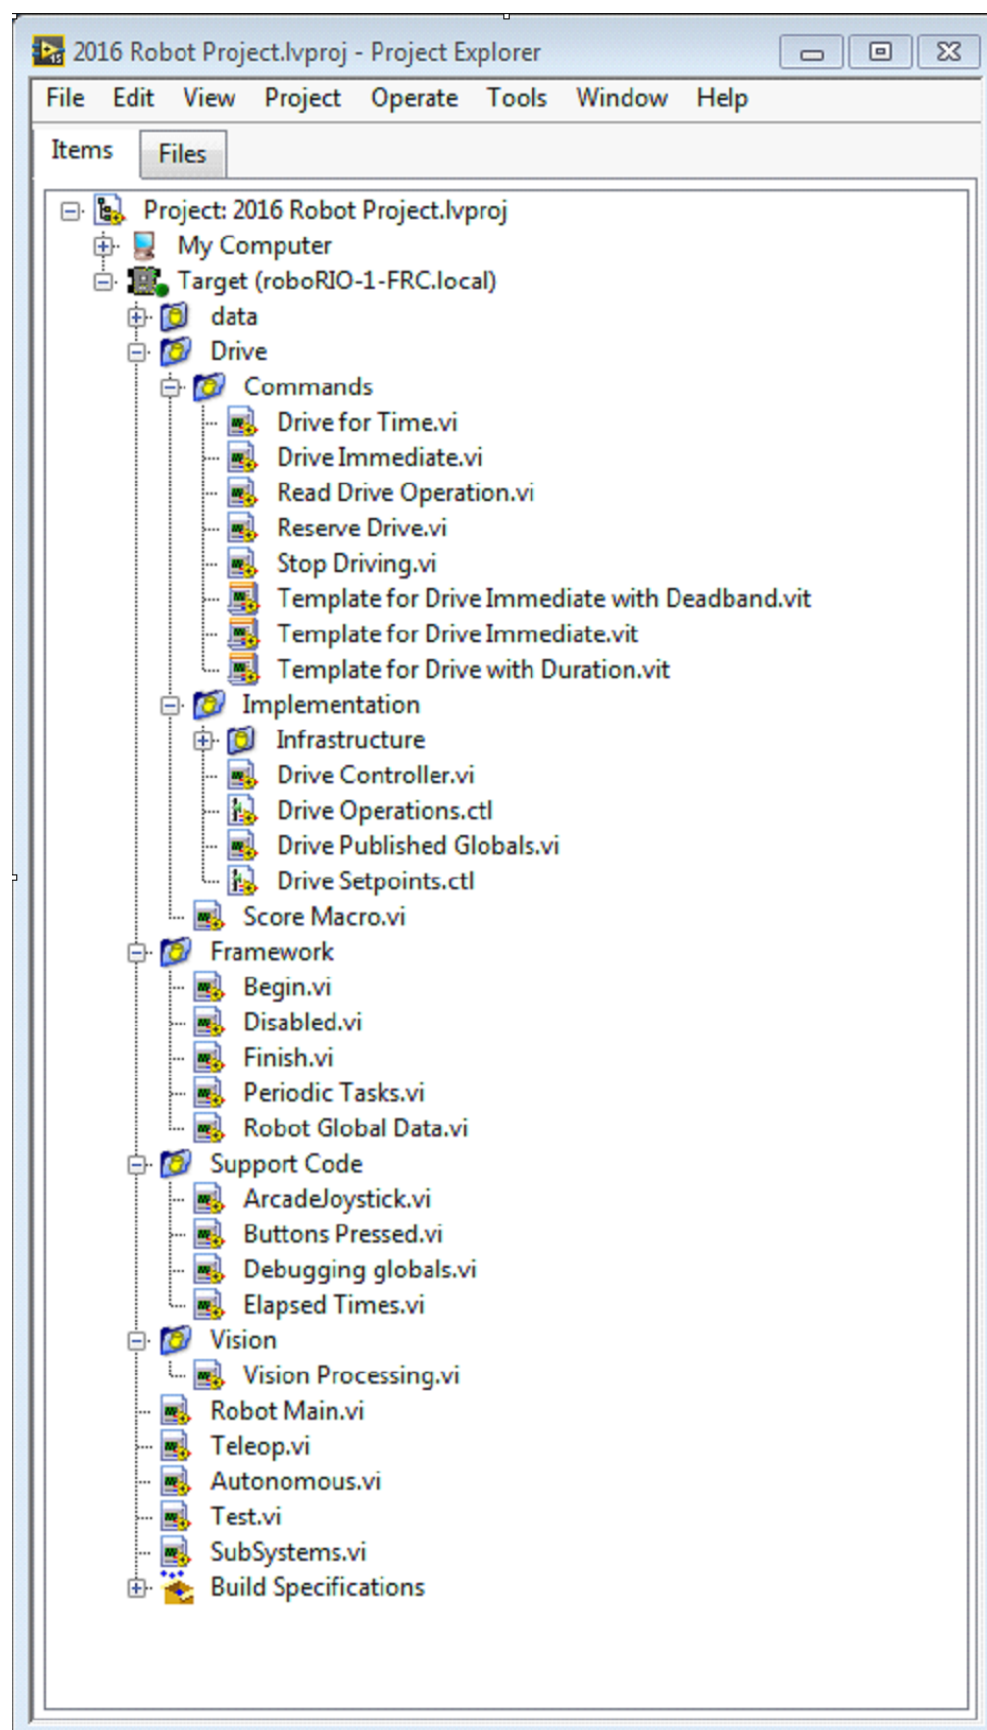 2016 Robot Project.lvproj - Project Explorer
File Edit View Project Operate Tools Window Help
Items Files
Project: 2016 Robot Project.lvproj
My Computer
Target (roboRIO-1-FRC.local)
data
Drive
Commands
Drive for Time.vi
Drive Immediate.vi
Read Drive Operation.vi
Reserve Drive.vi
Stop Driving.vi
Template for Drive Immediate with Deadband.vit
Template for Drive Immediate.vit
Template for Drive with Duration.vit
Implementation
Infrastructure
Drive Controller.vi
Drive Operations.ctl
Drive Published Globals.vi
Drive Setpoints.ctl
Score Macro.vi
Framework
Begin.vi
Disabled.vi
Finish.vi
Periodic Tasks.vi
Robot Global Data.vi
Support Code
ArcadeJoystick.vi
Buttons Pressed.vi
Debugging globals.vi
Elapsed Times.vi
Vision
Vision Processing.vi
Robot Main.vi
Teleop.vi
Autonomous.vi
Test.vi
SubSystems.vi
Build Specifications